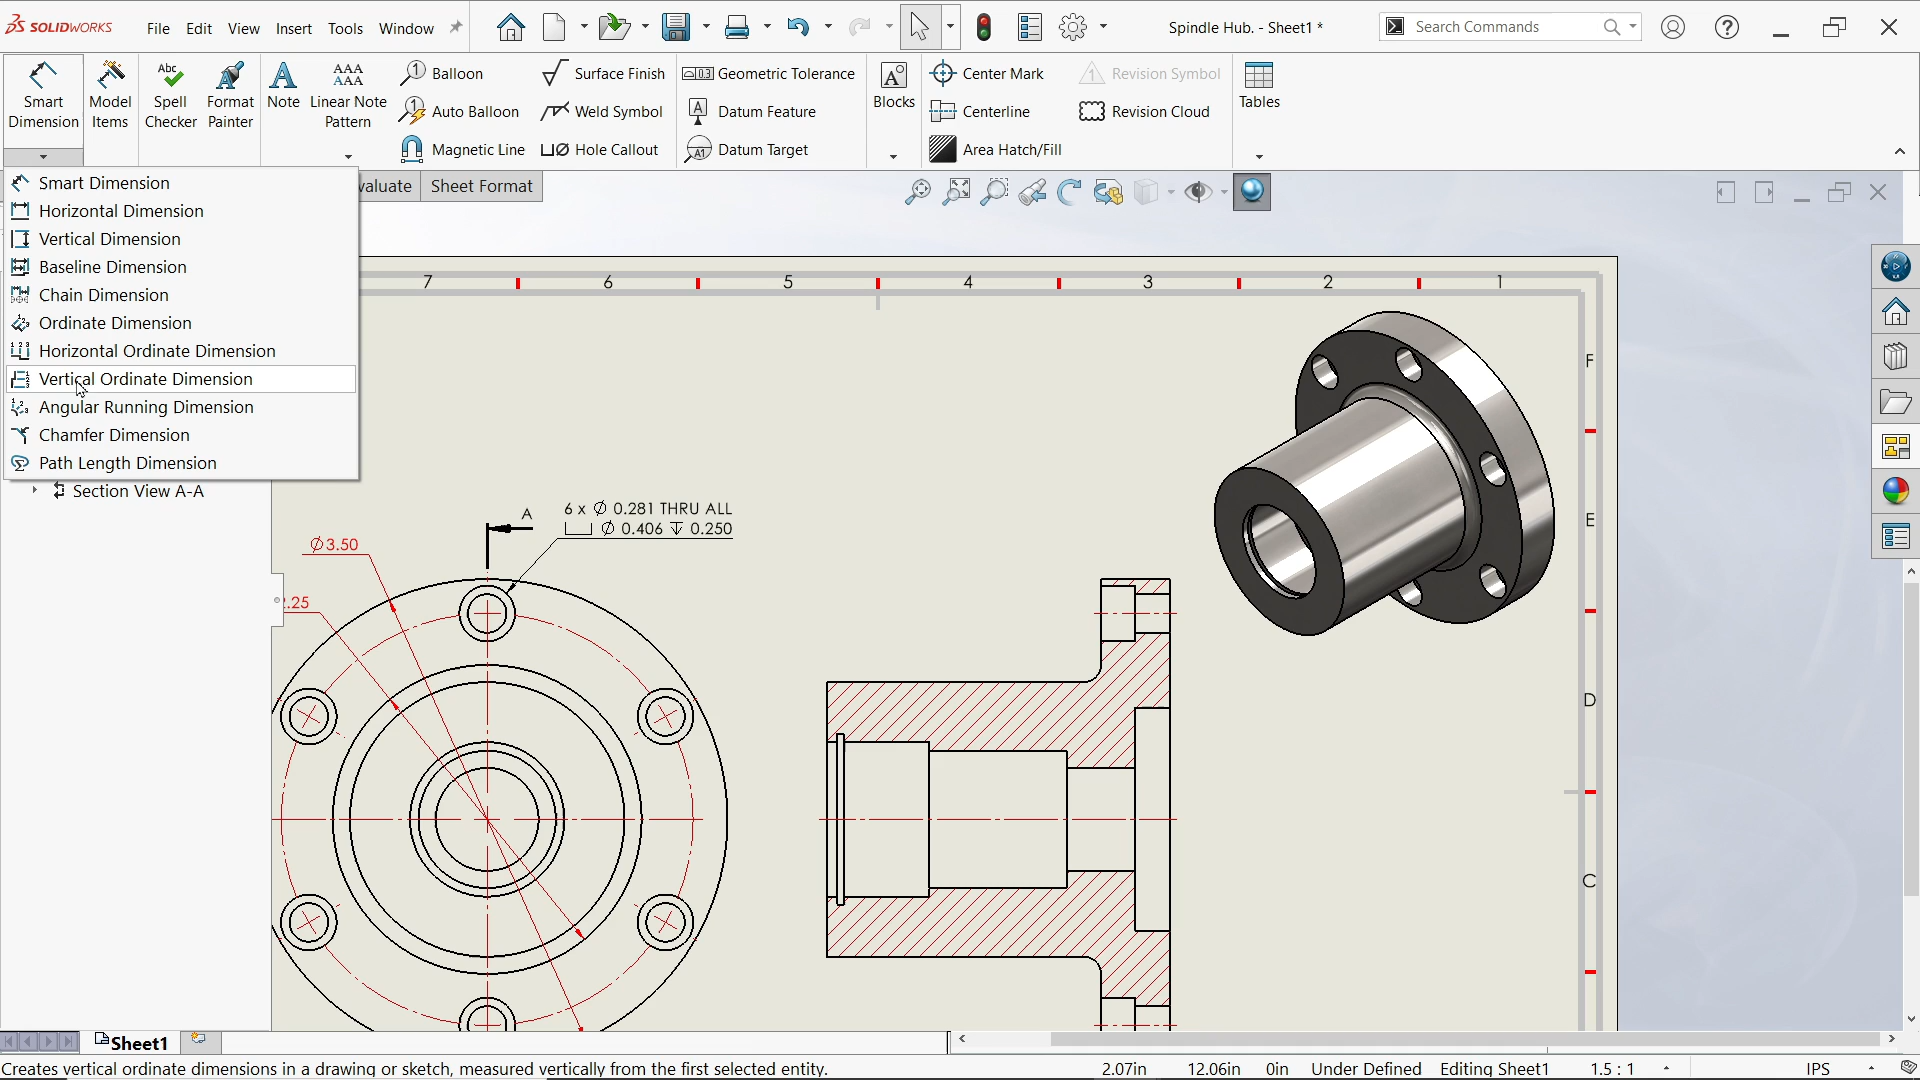 SOLIDWORKS
File Edit View Insert Tools Window
Spindle Hub. - Sheet1 *
Search Commands
Smart Dimension
Model Items
Abc
Spell Checker
Format Painter
Note
AAA
AAA
Linear Note Pattern
Balloon
Auto Balloon
Magnetic Line
Surface Finish
Weld Symbol
Hole Callout
Geometric Tolerance
Datum Feature
Datum Target
Blocks
Center Mark
Centerline
Area Hatch/Fill
Revision Symbol
Revision Cloud
Tables
Smart Dimension
Horizontal Dimension
Vertical Dimension
Baseline Dimension
Chain Dimension
Ordinate Dimension
Horizontal Ordinate Dimension
Vertical Ordinate Dimension
Angular Running Dimension
Chamfer Dimension
Path Length Dimension
Section View A-A
valuate
Sheet Format
7 6 5 4 3 2 1
F
E
D
C
A
6 x ∅ 0.281 THRU ALL
⌴ ∅ 0.406 ↧ 0.250
∅3.50
.25
Sheet1
Creates vertical ordinate dimensions in a drawing or sketch, measured vertically from the first selected entity.
2.07in 12.06in 0in Under Defined Editing Sheet1 1.5 : 1 IPS